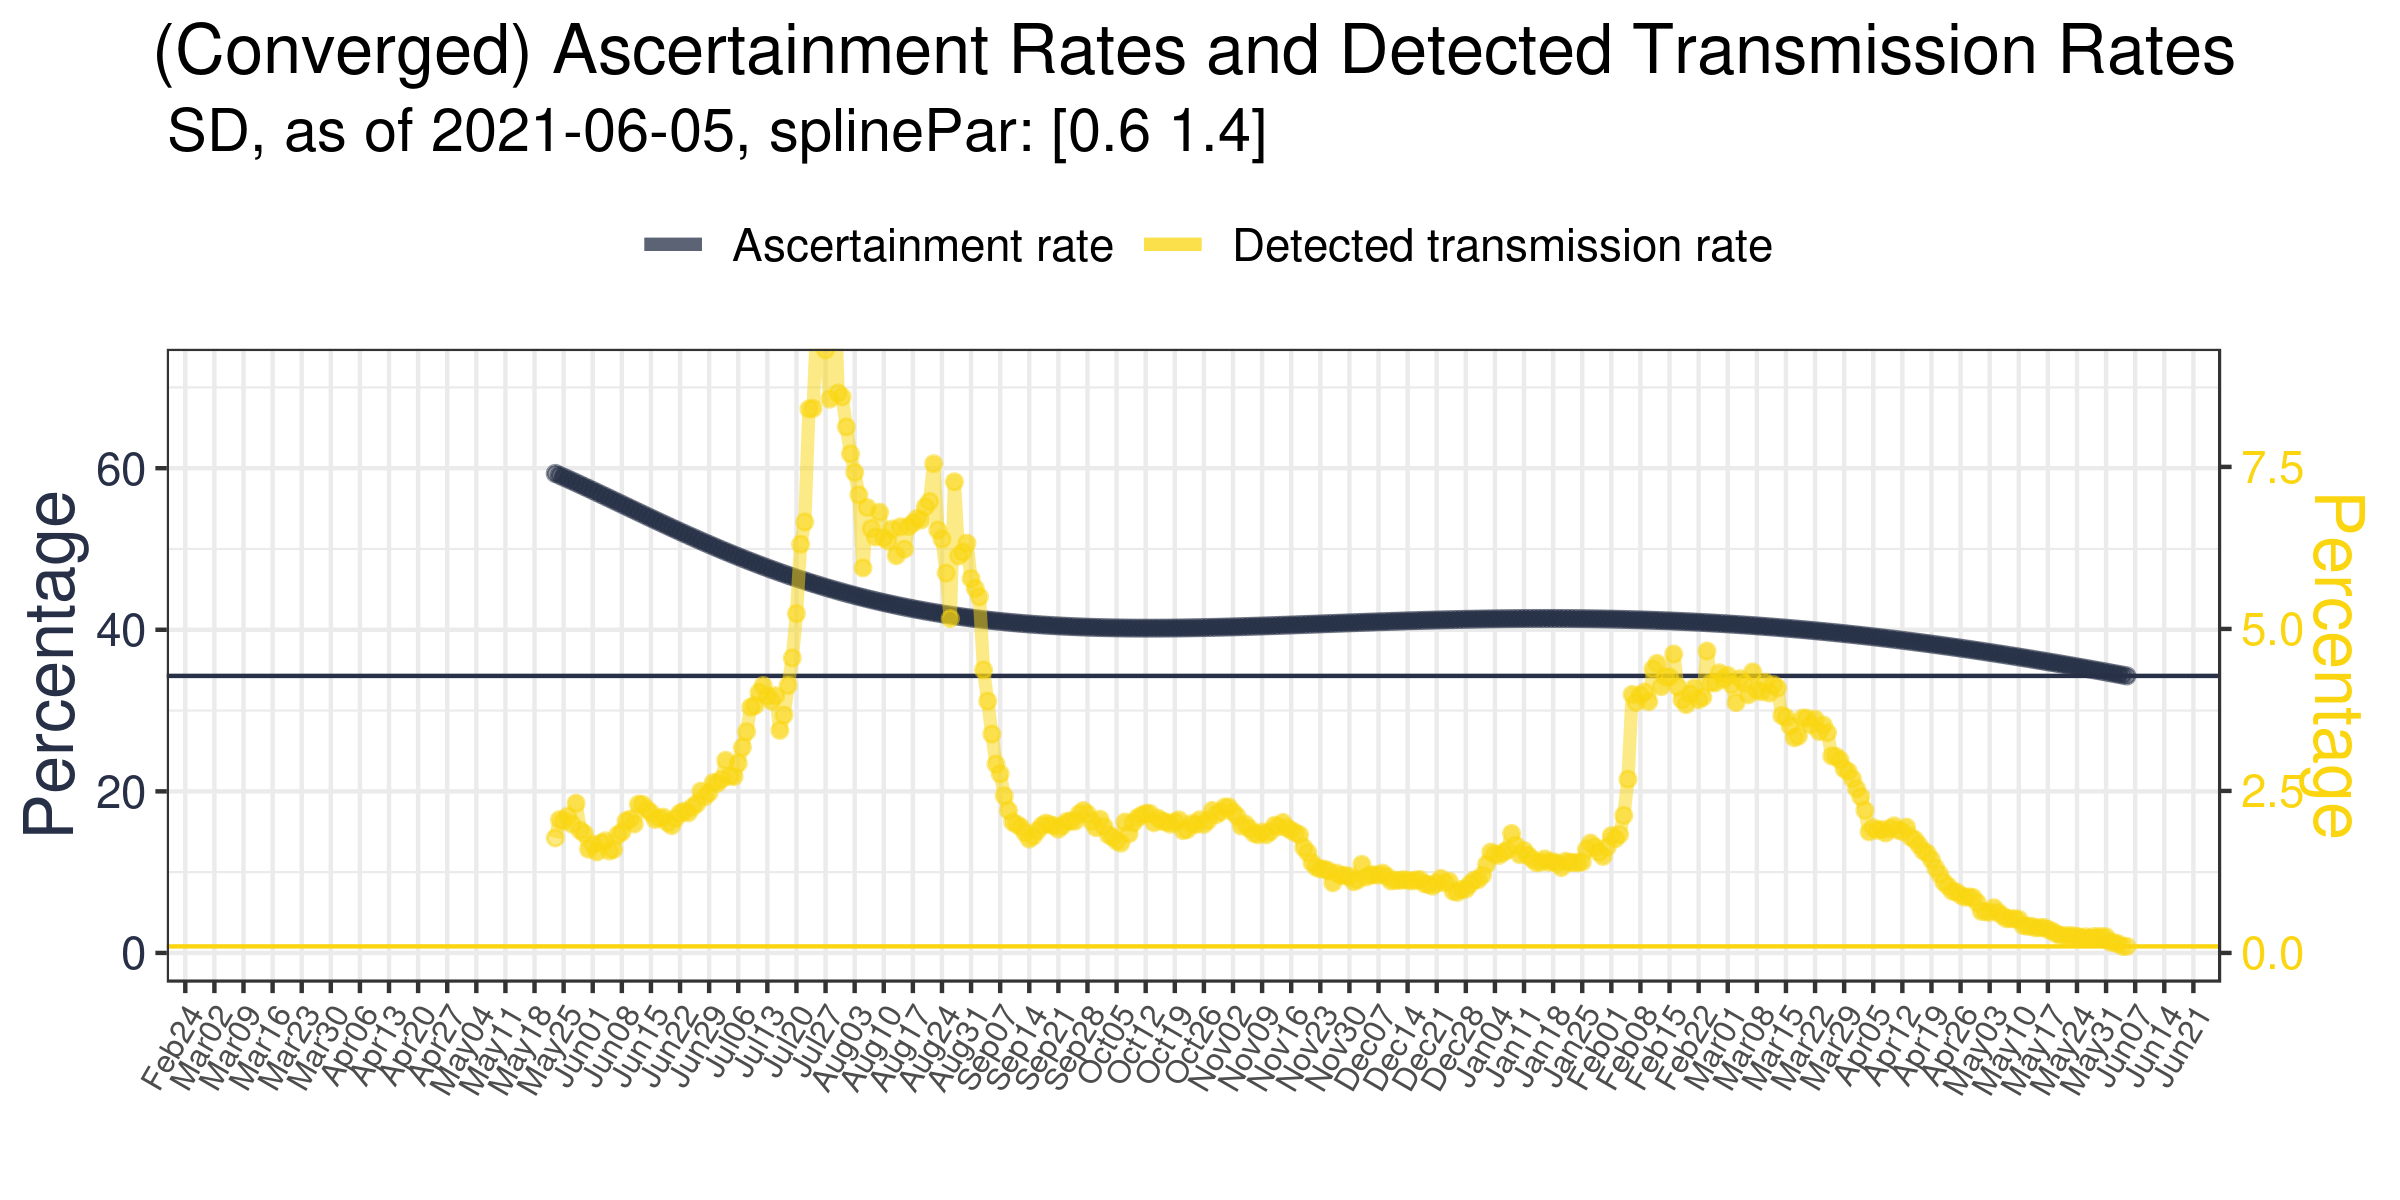 (Converged) Ascertainment Rates and Detected Transmission Rates
SD, as of 2021-06-05, splinePar: [0.6 1.4]
Ascertainment rate
Detected transmission rate
Percentage
60
40
20
0
7.5
5.0
2.5
0.0
Percentage
Feb24
Mar02
Mar09
Mar16
Mar23
Mar30
Apr06
Apr13
Apr20
Apr27
May04
May11
May18
May25
Jun01
Jun08
Jun15
Jun22
Jun29
Jul06
Jul13
Jul20
Jul27
Aug03
Aug10
Aug17
Aug24
Aug31
Sep07
Sep14
Sep21
Sep28
Oct05
Oct12
Oct19
Oct26
Nov02
Nov09
Nov16
Nov23
Nov30
Dec07
Dec14
Dec21
Dec28
Jan04
Jan11
Jan18
Jan25
Feb01
Feb08
Feb15
Feb22
Mar01
Mar08
Mar15
Mar22
Mar29
Apr05
Apr12
Apr19
Apr26
May03
May10
May17
May24
May31
Jun07
Jun14
Jun21